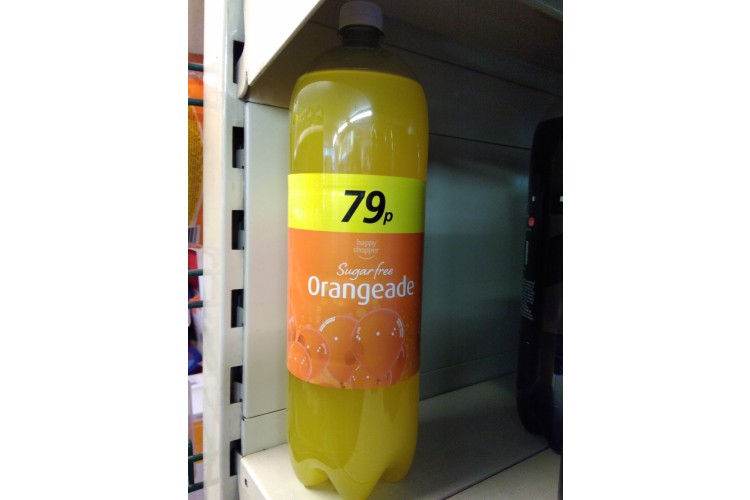 79p
happy
shopper
Sugar free
Orangeade